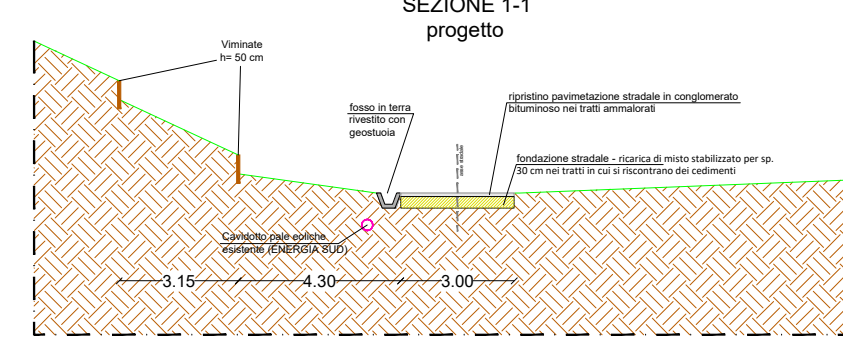 SEZIONE 1-1
progetto
Viminate
h= 50 cm
fosso in terra
rivestito con
geostuoia
asse stradale
ripristino pavimetazione stradale in conglomerato
bituminoso nei tratti ammalorati
fondazione stradale - ricarica di misto stabilizzato per sp.
30 cm nei tratti in cui si riscontrano dei cedimenti
Cavidotto pale eoliche
esistente (ENERGIA SUD)
3.15 4.30 3.00